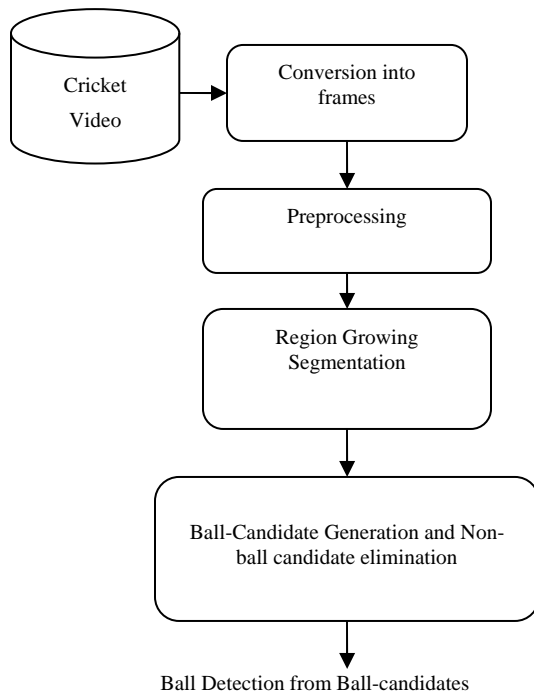 Cricket
Video
Conversion into
frames
Preprocessing
Region Growing
Segmentation
Ball-Candidate Generation and Non-
ball candidate elimination
Ball Detection from Ball-candidates